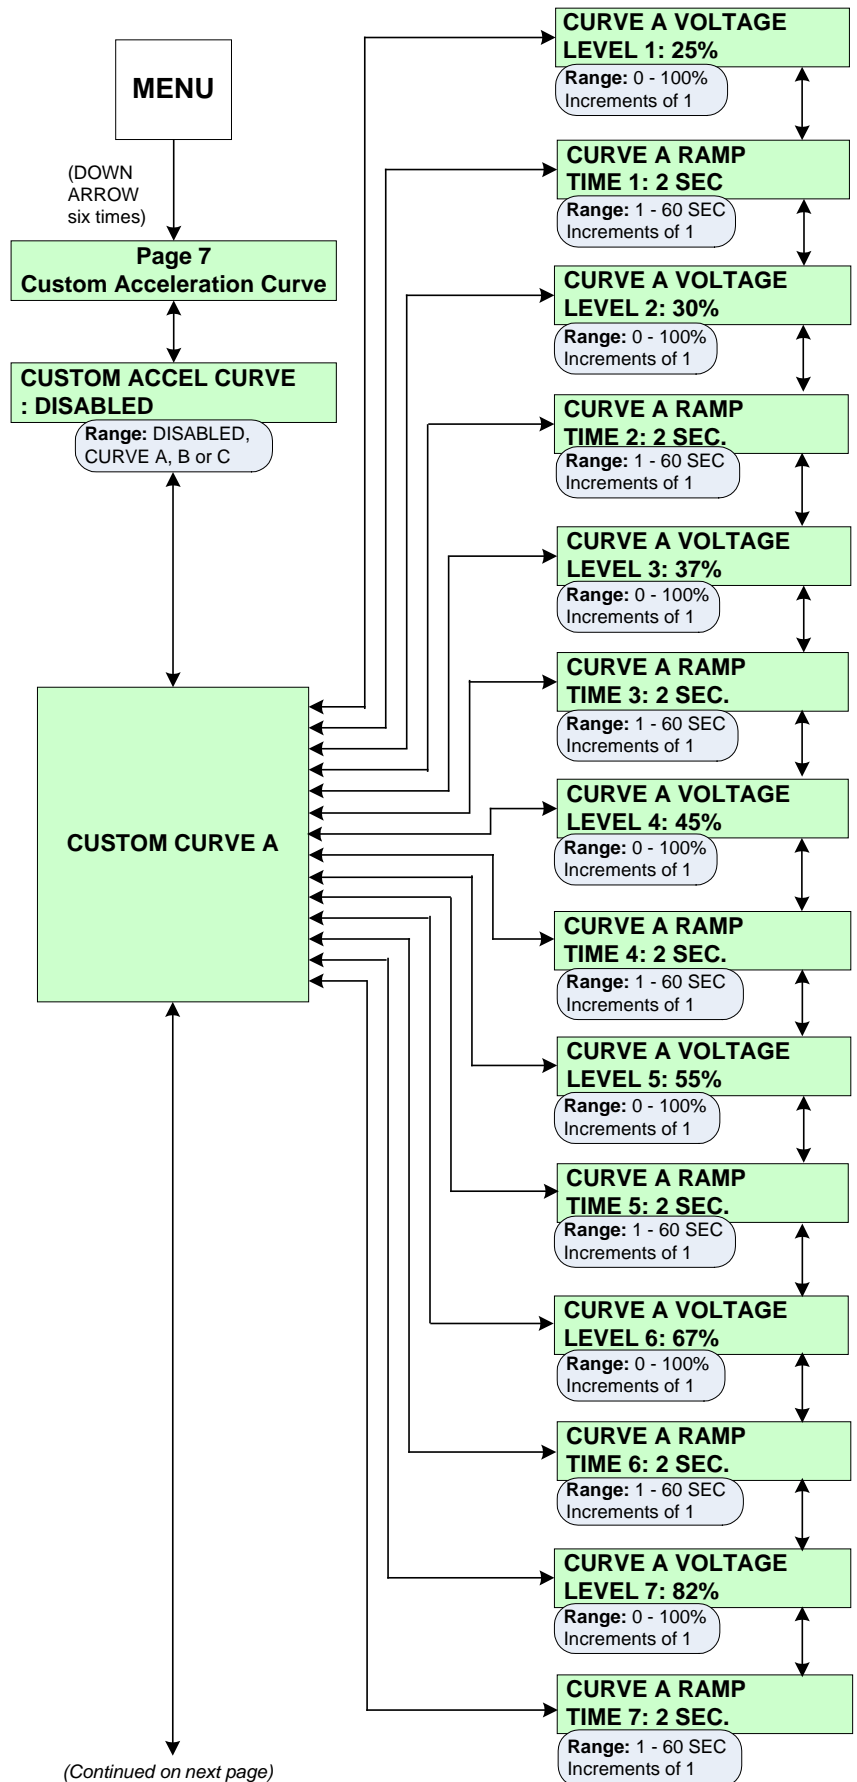 MENU
(DOWN
ARROW
six times)
Page 7
Custom Acceleration Curve
CUSTOM ACCEL CURVE
: DISABLED
Range: DISABLED,
CURVE A, B or C
CUSTOM CURVE A
(Continued on next page)
CURVE A VOLTAGE
LEVEL 1: 25%
Range: 0 - 100%
Increments of 1
CURVE A RAMP
TIME 1: 2 SEC
Range: 1 - 60 SEC
Increments of 1
CURVE A VOLTAGE
LEVEL 2: 30%
Range: 0 - 100%
Increments of 1
CURVE A RAMP
TIME 2: 2 SEC.
Range: 1 - 60 SEC
Increments of 1
CURVE A VOLTAGE
LEVEL 3: 37%
Range: 0 - 100%
Increments of 1
CURVE A RAMP
TIME 3: 2 SEC.
Range: 1 - 60 SEC
Increments of 1
CURVE A VOLTAGE
LEVEL 4: 45%
Range: 0 - 100%
Increments of 1
CURVE A RAMP
TIME 4: 2 SEC.
Range: 1 - 60 SEC
Increments of 1
CURVE A VOLTAGE
LEVEL 5: 55%
Range: 0 - 100%
Increments of 1
CURVE A RAMP
TIME 5: 2 SEC.
Range: 1 - 60 SEC
Increments of 1
CURVE A VOLTAGE
LEVEL 6: 67%
Range: 0 - 100%
Increments of 1
CURVE A RAMP
TIME 6: 2 SEC.
Range: 1 - 60 SEC
Increments of 1
CURVE A VOLTAGE
LEVEL 7: 82%
Range: 0 - 100%
Increments of 1
CURVE A RAMP
TIME 7: 2 SEC.
Range: 1 - 60 SEC
Increments of 1